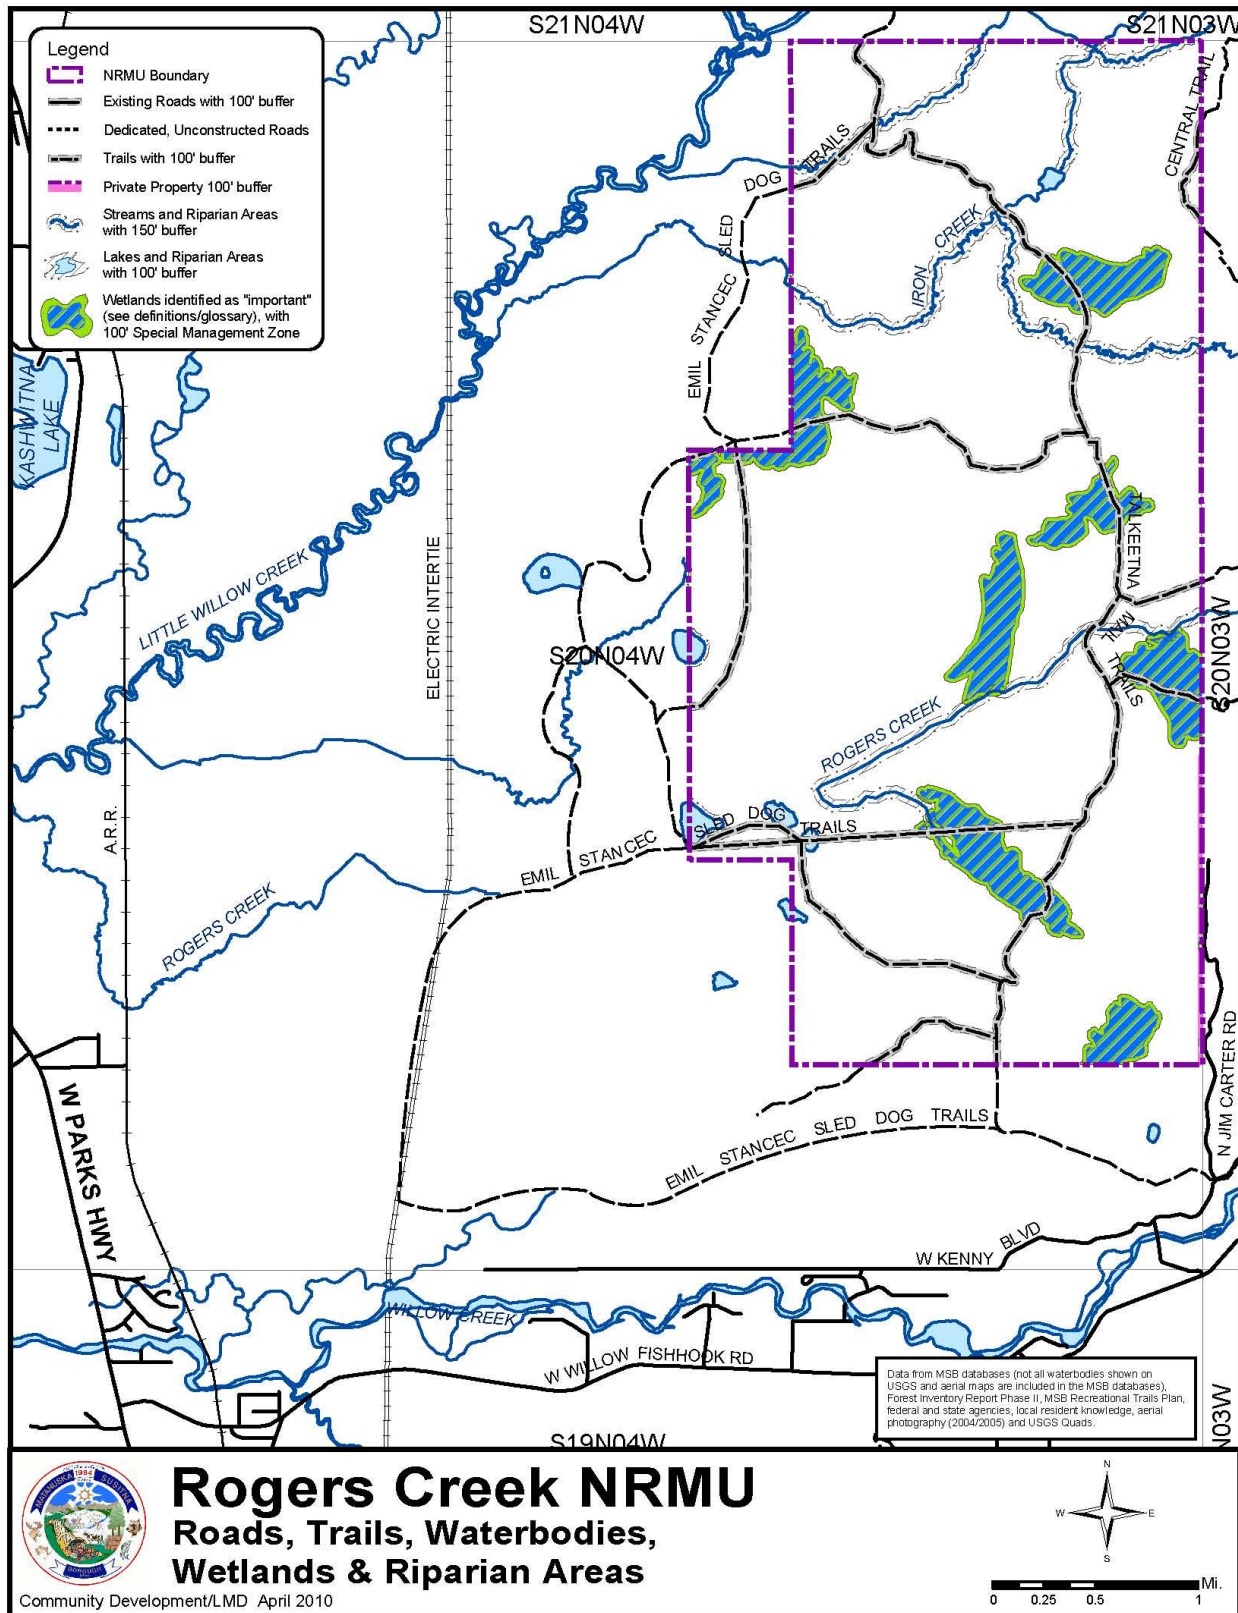 S21N04W
S21N03W
Legend
NRMU Boundary
Existing Roads with 100' buffer
Dedicated, Unconstructed Roads
Trails with 100' buffer
Private Property 100' buffer
Streams and Riparian Areas
with 150' buffer
Lakes and Riparian Areas
with 100' buffer
Wetlands identified as "important"
(see definitions/glossary), with
100' Special Management Zone
CENTRAL TRAIL
EMIL STANCEC SLED DOG TRAILS
IRON CREEK
KASHWITNA
LAKE
LITTLE WILLOW CREEK
ELECTRIC INTERTIE
TALKEETNA MAIL TRAILS
S20N04W
S20N03W
ROGERS CREEK
A.R.R.
EMIL STANCEC SLED DOG TRAILS
ROGERS CREEK
W PARKS HWY
EMIL STANCEC SLED DOG TRAILS
N JIM CARTER RD
W KENNY BLVD
WILLOW CREEK
W WILLOW FISHHOOK RD
S19N04W
N03W
Data from MSB databases (not all waterbodies shown on
USGS and aerial maps are included in the MSB databases),
Forest Inventory Report Phase II, MSB Recreational Trails Plan,
federal and state agencies, local resident knowledge, aerial
photography (2004/2005) and USGS Quads.
MATANUSKA 1964 SUSITNA
BOROUGH
Rogers Creek NRMU
Roads, Trails, Waterbodies,
Wetlands & Riparian Areas
Community Development/LMD April 2010
N
W E
S
0 0.25 0.5 1 Mi.